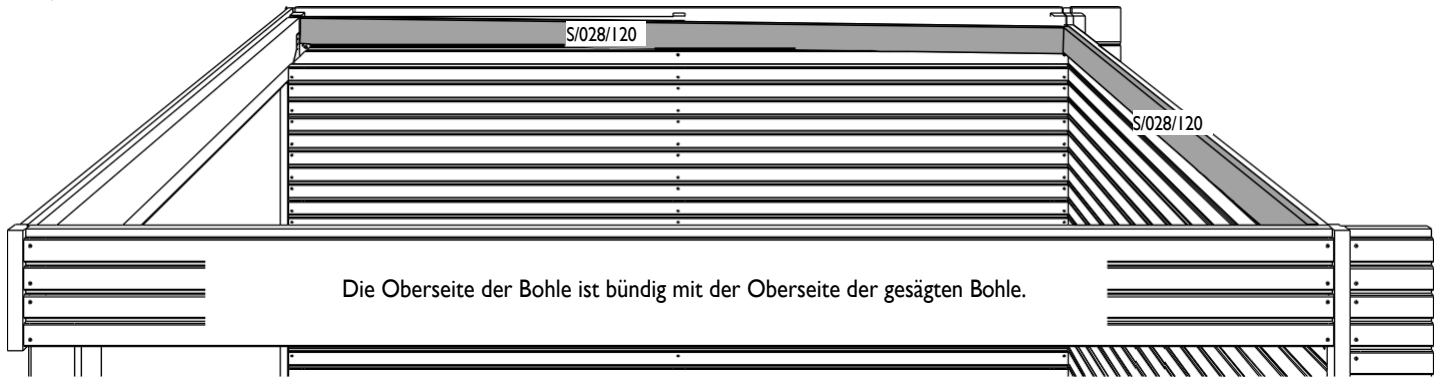 S/028/120
S/028/120
Die Oberseite der Bohle ist bündig mit der Oberseite der gesägten Bohle.